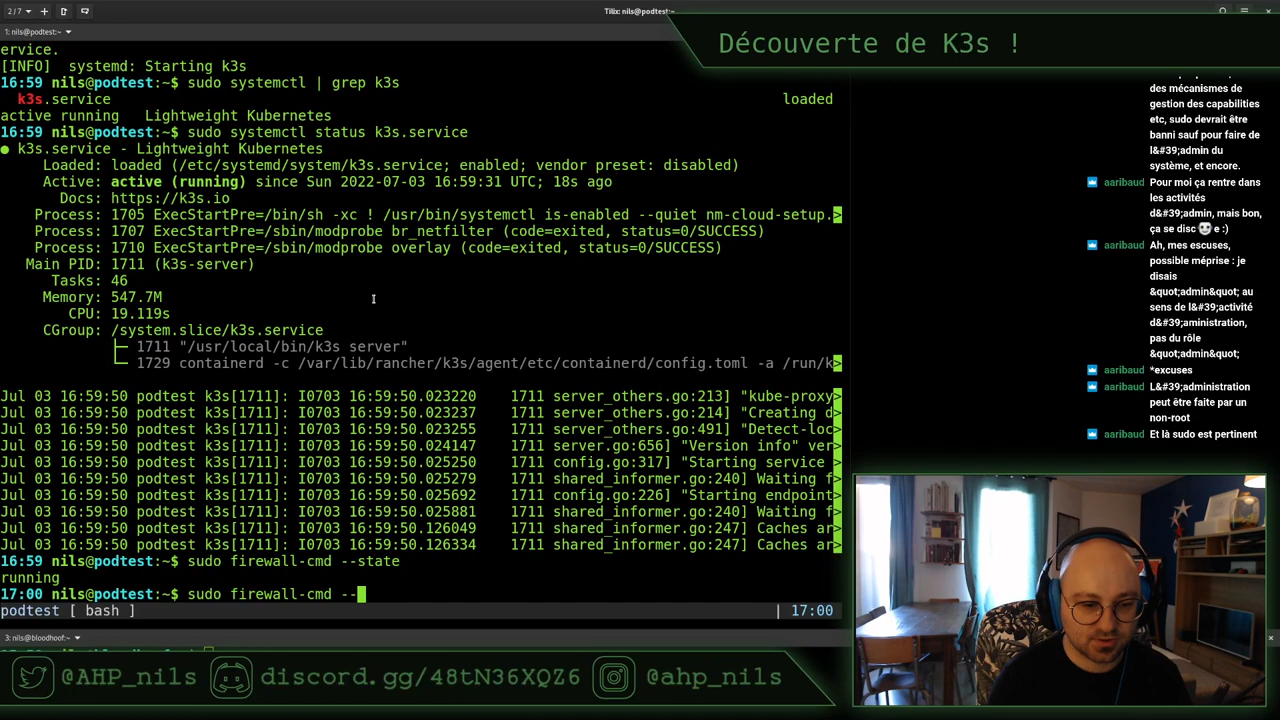 2 / 7
Tilix: nils@podtest:~
1: nils@podtest:~
Découverte de K3s !
ervice.
[INFO]  systemd: Starting k3s
16:59 nils@podtest:~$ sudo systemctl | grep k3s
k3s.service loaded
active running   Lightweight Kubernetes
16:59 nils@podtest:~$ sudo systemctl status k3s.service
● k3s.service - Lightweight Kubernetes
Loaded: loaded (/etc/systemd/system/k3s.service; enabled; vendor preset: disabled)
Active: active (running) since Sun 2022-07-03 16:59:31 UTC; 18s ago
Docs: https://k3s.io
Process: 1705 ExecStartPre=/bin/sh -xc ! /usr/bin/systemctl is-enabled --quiet nm-cloud-setup.>
Process: 1707 ExecStartPre=/sbin/modprobe br_netfilter (code=exited, status=0/SUCCESS)
Process: 1710 ExecStartPre=/sbin/modprobe overlay (code=exited, status=0/SUCCESS)
Main PID: 1711 (k3s-server)
Tasks: 46
Memory: 547.7M
CPU: 19.119s
CGroup: /system.slice/k3s.service
├─ 1711 "/usr/local/bin/k3s server"
└─ 1729 containerd -c /var/lib/rancher/k3s/agent/etc/containerd/config.toml -a /run/k>
Jul 03 16:59:50 podtest k3s[1711]: I0703 16:59:50.023220    1711 server_others.go:213] "kube-proxy>
Jul 03 16:59:50 podtest k3s[1711]: I0703 16:59:50.023237    1711 server_others.go:214] "Creating d>
Jul 03 16:59:50 podtest k3s[1711]: I0703 16:59:50.023255    1711 server_others.go:491] "Detect-loc>
Jul 03 16:59:50 podtest k3s[1711]: I0703 16:59:50.024147    1711 server.go:656] "Version info" ver>
Jul 03 16:59:50 podtest k3s[1711]: I0703 16:59:50.025250    1711 config.go:317] "Starting service >
Jul 03 16:59:50 podtest k3s[1711]: I0703 16:59:50.025279    1711 shared_informer.go:240] Waiting f>
Jul 03 16:59:50 podtest k3s[1711]: I0703 16:59:50.025692    1711 config.go:226] "Starting endpoint>
Jul 03 16:59:50 podtest k3s[1711]: I0703 16:59:50.025881    1711 shared_informer.go:240] Waiting f>
Jul 03 16:59:50 podtest k3s[1711]: I0703 16:59:50.126049    1711 shared_informer.go:247] Caches ar>
Jul 03 16:59:50 podtest k3s[1711]: I0703 16:59:50.126334    1711 shared_informer.go:247] Caches ar>
16:59 nils@podtest:~$ sudo firewall-cmd --state
running
17:00 nils@podtest:~$ sudo firewall-cmd --
podtest [ bash ] | 17:00
3: nils@bloodhoof:~
des mécanismes de
gestion des capabilities
etc, sudo devrait être
banni sauf pour faire de
l&#39;admin du
système, et encore.
aaribaud Pour moi ça rentre dans
les activités
d&#39;admin, mais bon,
ça se disc e :)
aaribaud Ah, mes escuses,
possible méprise : je
disais
&quot;admin&quot; au
sens de l&#39;activité
d&#39;aministration,
pas du rôle
&quot;admin&quot;
aaribaud *excuses
aaribaud L&#39;administration
peut être faite par un
non-root
aaribaud Et là sudo est pertinent
@AHP_nils discord.gg/48tN36XQZ6 @ahp_nils